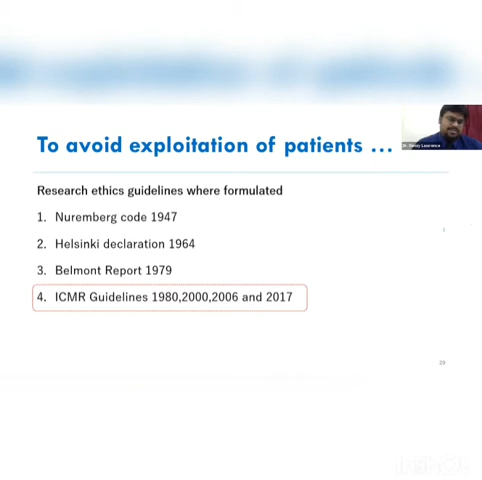 To avoid exploitation of patients ...
Research ethics guidelines where formulated
1. Nuremberg code 1947
2. Helsinki declaration 1964
3. Belmont Report 1979
4. ICMR Guidelines 1980,2000,2006 and 2017
29